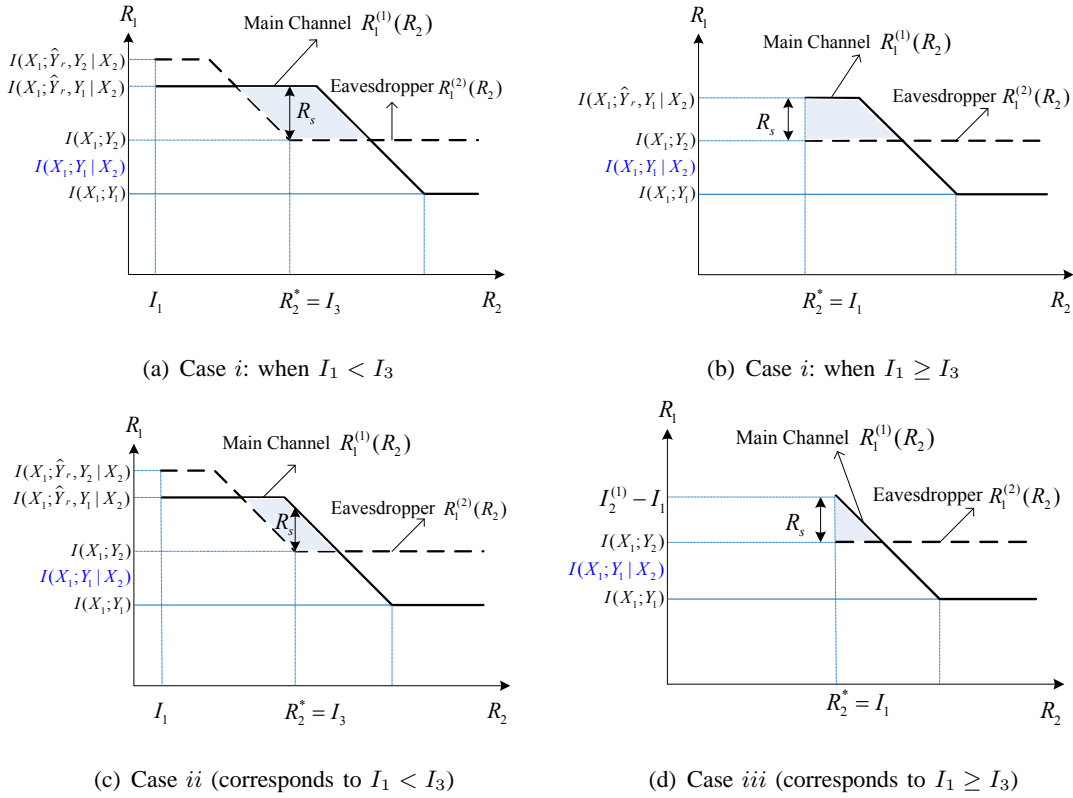 R₁
Main Channel R₁⁽¹⁾(R₂)
I(X₁;Ŷᵣ,Y₂|X₂)
I(X₁;Ŷᵣ,Y₁|X₂)
Eavesdropper R₁⁽²⁾(R₂)
Rₛ
I(X₁;Y₂)
I(X₁;Y₁|X₂)
I(X₁;Y₁)
I₁
R₂* = I₃
R₂
(a) Case i: when I₁ < I₃
R₁
Main Channel R₁⁽¹⁾(R₂)
I(X₁;Ŷᵣ,Y₁|X₂)
Eavesdropper R₁⁽²⁾(R₂)
Rₛ
I(X₁;Y₂)
I(X₁;Y₁|X₂)
I(X₁;Y₁)
R₂* = I₁
R₂
(b) Case i: when I₁ ≥ I₃
R₁
Main Channel R₁⁽¹⁾(R₂)
I(X₁;Ŷᵣ,Y₂|X₂)
I(X₁;Ŷᵣ,Y₁|X₂)
Eavesdropper R₁⁽²⁾(R₂)
Rₛ
I(X₁;Y₂)
I(X₁;Y₁|X₂)
I(X₁;Y₁)
I₁
R₂* = I₃
R₂
(c) Case ii (corresponds to I₁ < I₃)
R₁
Main Channel R₁⁽¹⁾(R₂)
I₂⁽¹⁾ − I₁
Eavesdropper R₁⁽²⁾(R₂)
Rₛ
I(X₁;Y₂)
I(X₁;Y₁|X₂)
I(X₁;Y₁)
R₂* = I₁
R₂
(d) Case iii (corresponds to I₁ ≥ I₃)